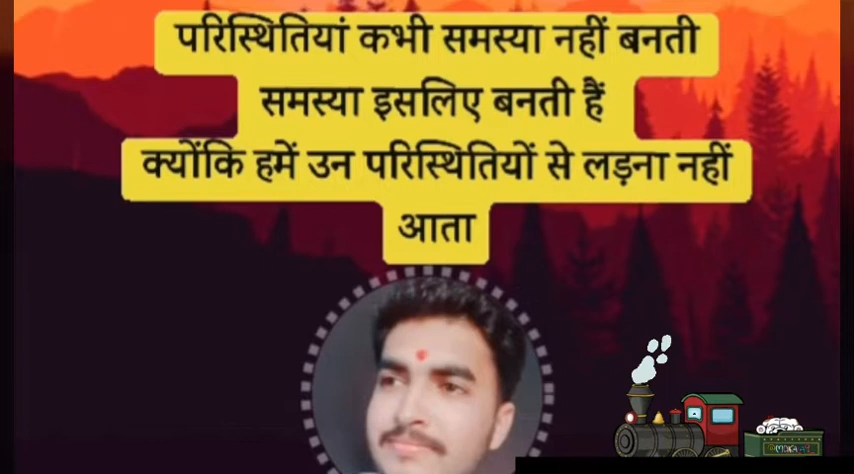 परिस्थितियां कभी समस्या नहीं बनती
समस्या इसलिए बनती हैं
क्योंकि हमें उन परिस्थितियों से लड़ना नहीं
आता